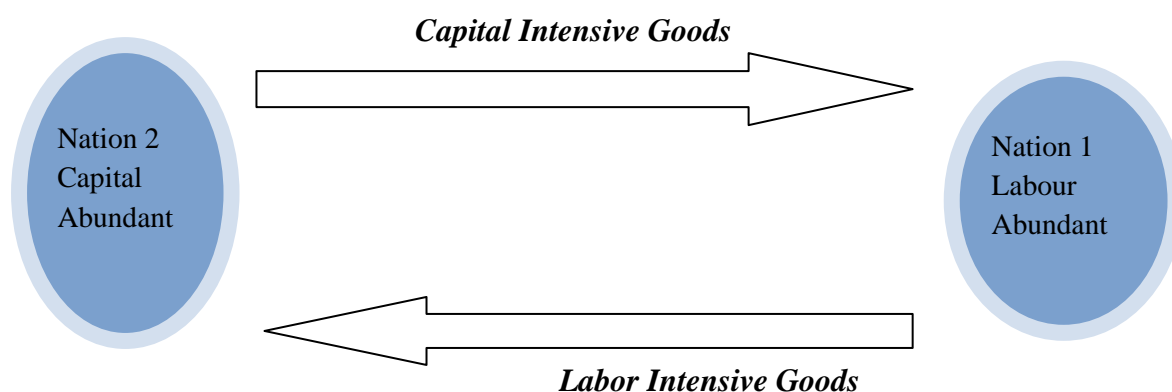 Capital Intensive Goods
Nation 2
Capital
Abundant
Nation 1
Labour
Abundant
Labor Intensive Goods